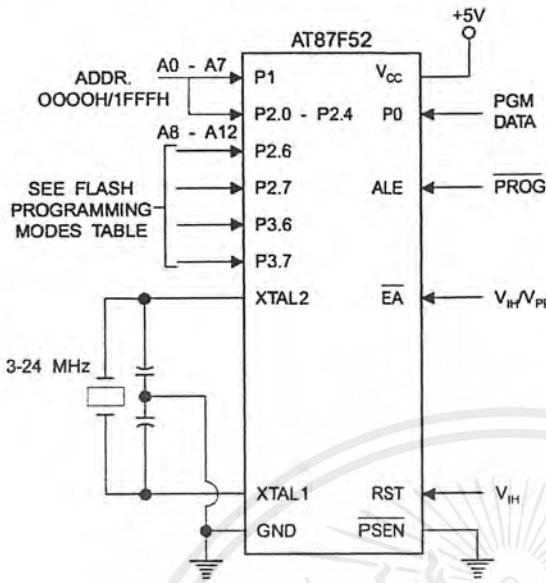 +5V
AT87F52
ADDR.
OOOOH/1FFFH
A0 - A7
P1
VCC
P2.0 - P2.4
P0
PGM
DATA
A8 - A12
P2.6
SEE FLASH
PROGRAMMING
MODES TABLE
P2.7
ALE
PROG
P3.6
P3.7
XTAL2
EA
VIH/VP
3-24 MHz
XTAL1
RST
VIH
GND
PSEN